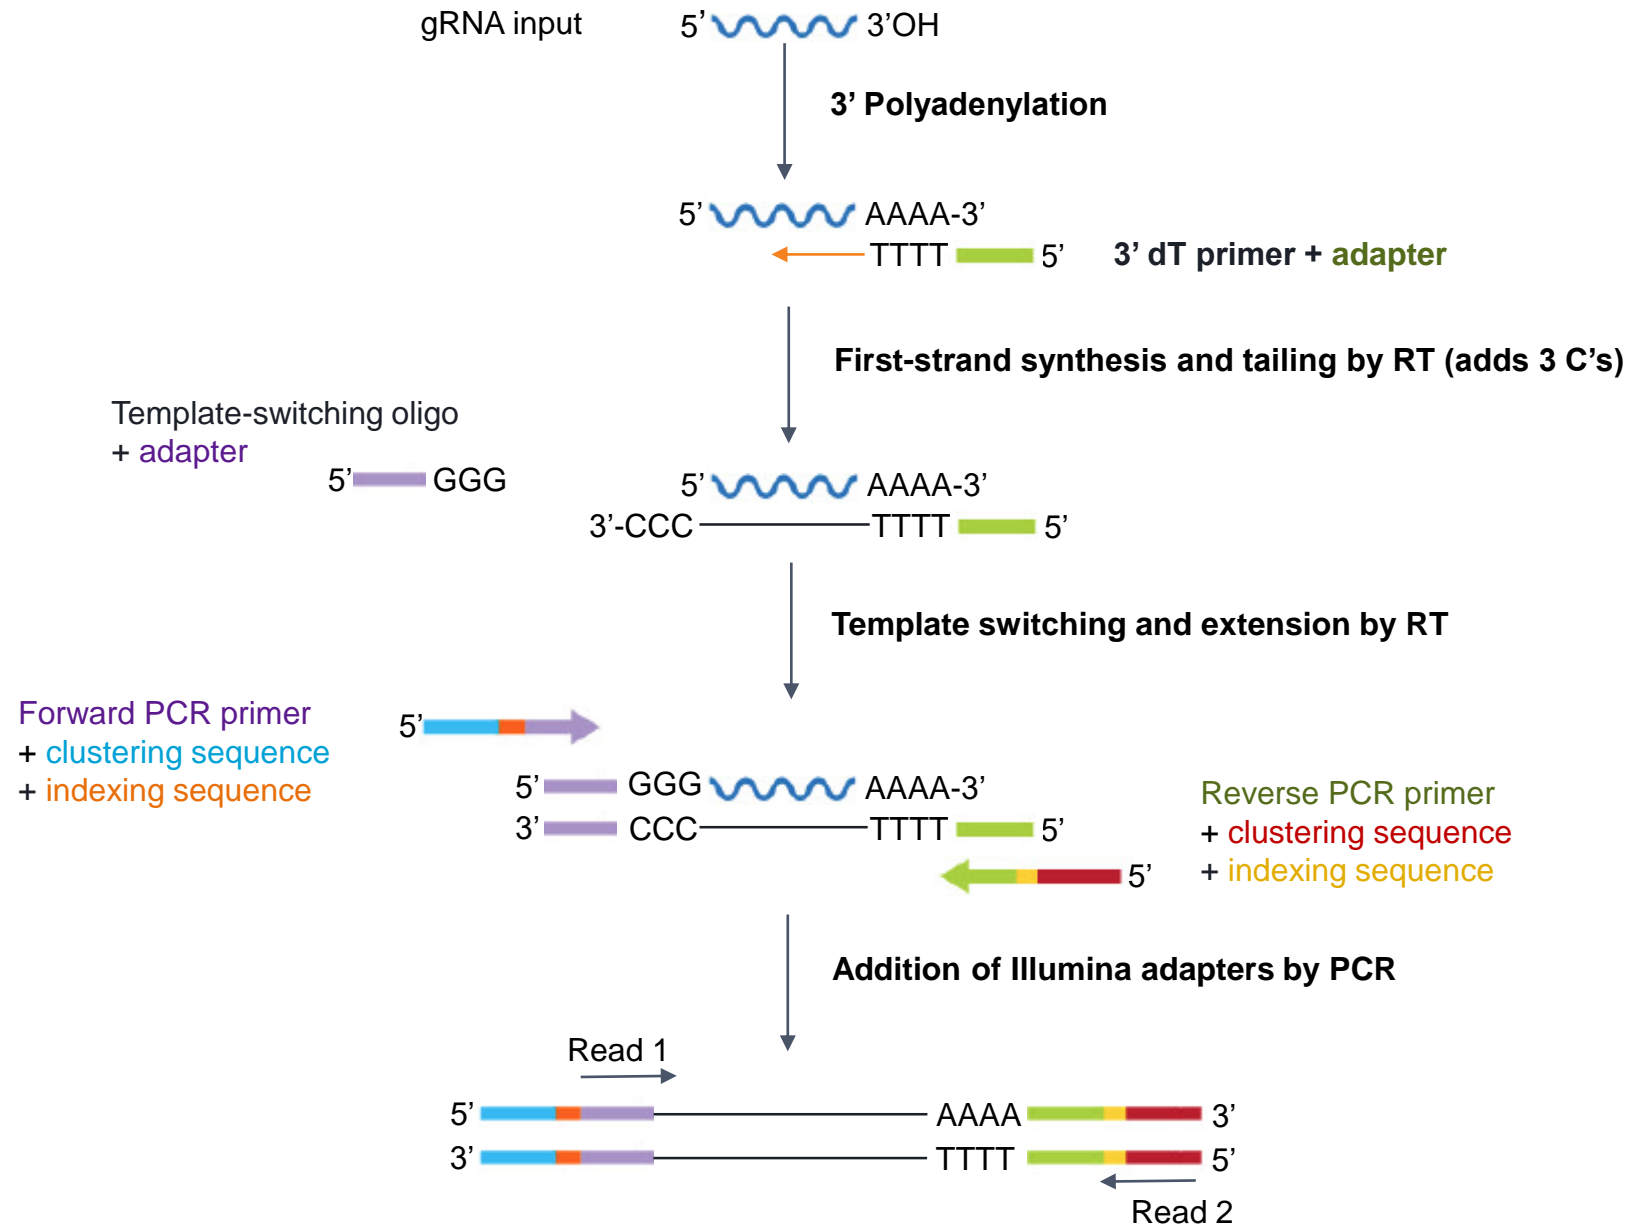 gRNA input
5’ 3’OH
3’ Polyadenylation
5’ AAAA-3’
TTTT 5’
3’ dT primer + adapter
First-strand synthesis and tailing by RT (adds 3 C’s)
Template-switching oligo
+ adapter
5’ GGG
5’ AAAA-3’
3’-CCC TTTT 5’
Template switching and extension by RT
Forward PCR primer
+ clustering sequence
+ indexing sequence
5’
5’ GGG AAAA-3’
3’ CCC TTTT 5’
5’
Reverse PCR primer
+ clustering sequence
+ indexing sequence
Addition of Illumina adapters by PCR
Read 1
5’ AAAA 3’
3’ TTTT 5’
Read 2